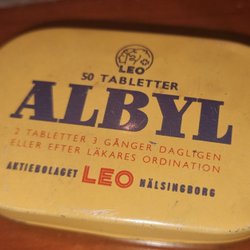 LEO
50 TABLETTER
ALBYL
2 TABLETTER 3 GÅNGER DAGLIGEN
ELLER EFTER LÄKARES ORDINATION
AKTIEBOLAGET LEO HÄLSINGBORG